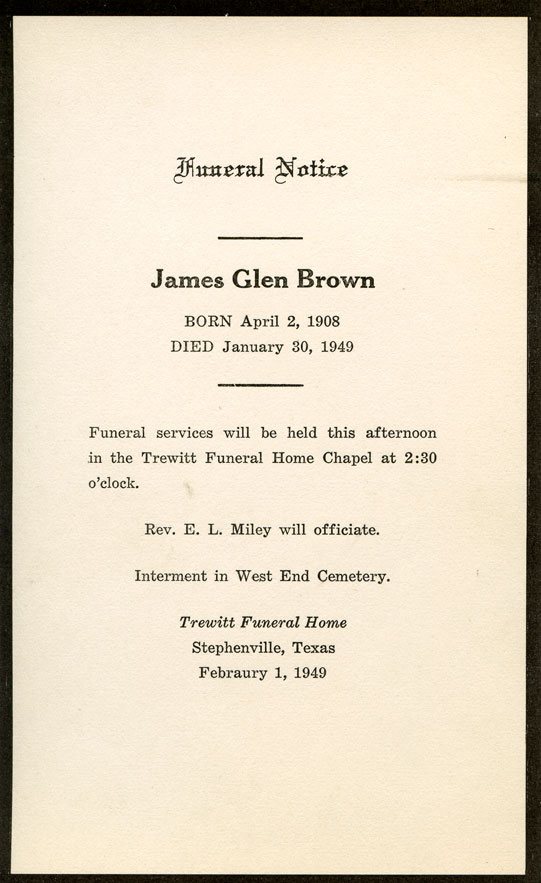 Funeral Notice
James Glen Brown
BORN April 2, 1908
DIED January 30, 1949
Funeral services will be held this afternoon
in the Trewitt Funeral Home Chapel at 2:30
o'clock.
Rev. E. L. Miley will officiate.
Interment in West End Cemetery.
Trewitt Funeral Home
Stephenville, Texas
Febraury 1, 1949